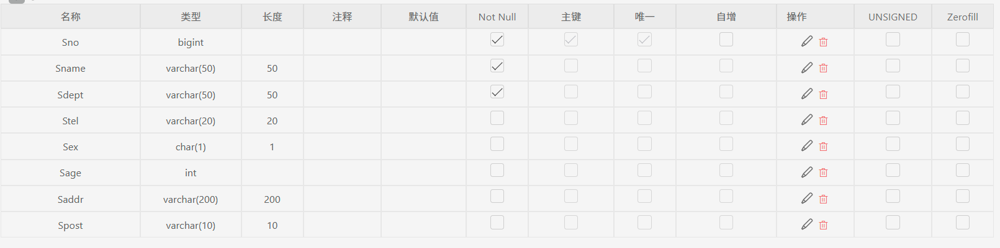 名称 类型 长度 注释 默认值 Not Null 主键 唯一 自增 操作 UNSIGNED Zerofill
Sno bigint
Sname varchar(50) 50
Sdept varchar(50) 50
Stel varchar(20) 20
Sex char(1) 1
Sage int
Saddr varchar(200) 200
Spost varchar(10) 10